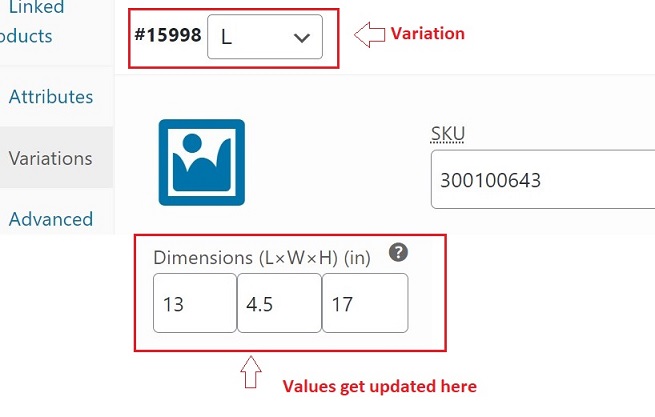 Linked
oducts
#15998 L
Variation
Attributes
Variations
SKU
300100643
Advanced
Dimensions (L×W×H) (in) ?
13 4.5 17
Values get updated here